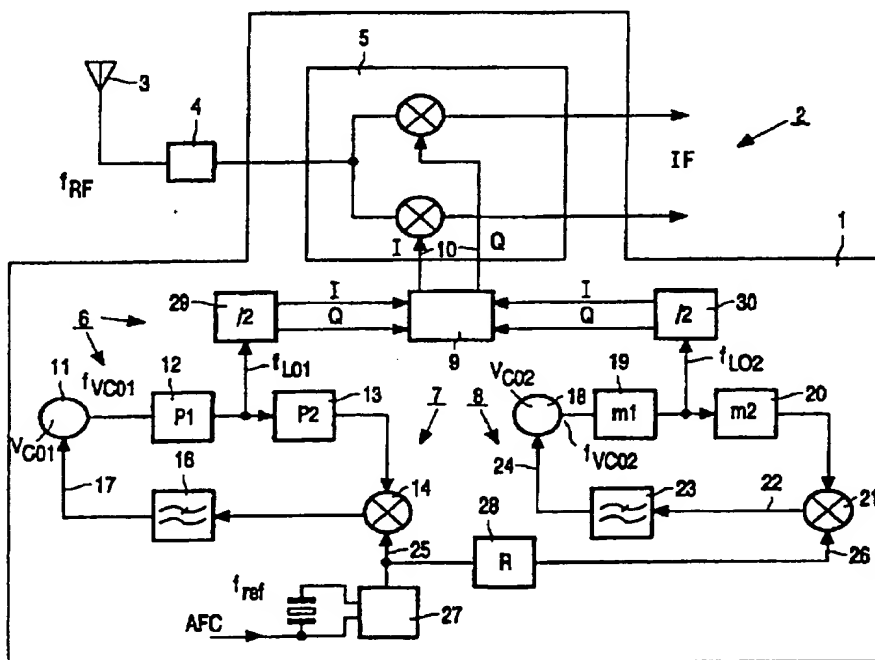 5
3
4
2
fRF
IF
1
I 10 Q
29
/2
I
Q
9
I
Q
/2
30
6
fVCO1
fLO1
fLO2
11
12
P1
13
P2
7
8
VCO2
18
19
m1
20
m2
VCO1
fVCO2
17
16
14
24
23
22
21
25
28
R
26
fref
AFC
27